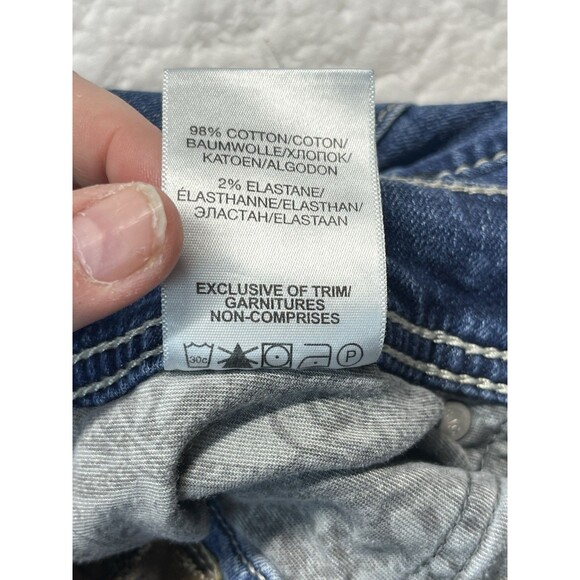 98% COTTON/COTON/
BAUMWOLLE/ХЛОПОК/
KATOEN/ALGODON
2% ELASTANE/
ÉLASTHANNE/ELASTHAN/
ЭЛАСТАН/ELASTAAN
EXCLUSIVE OF TRIM/
GARNITURES
NON-COMPRISES
30c P